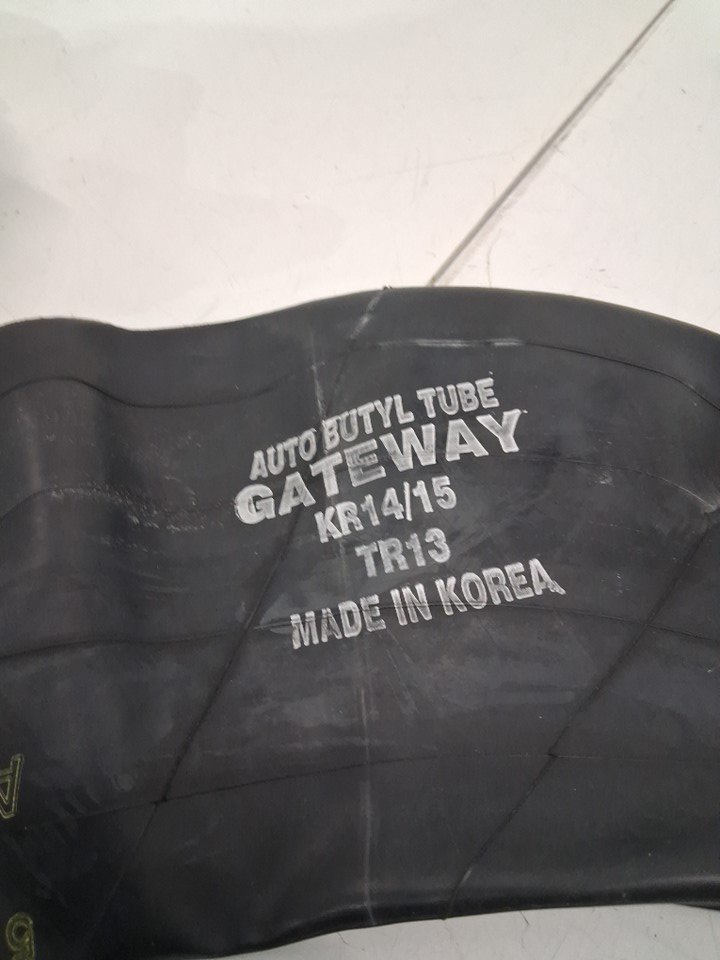 AUTO BUTYL TUBE
GATEWAY
KR14/15
TR13
MADE IN KOREA